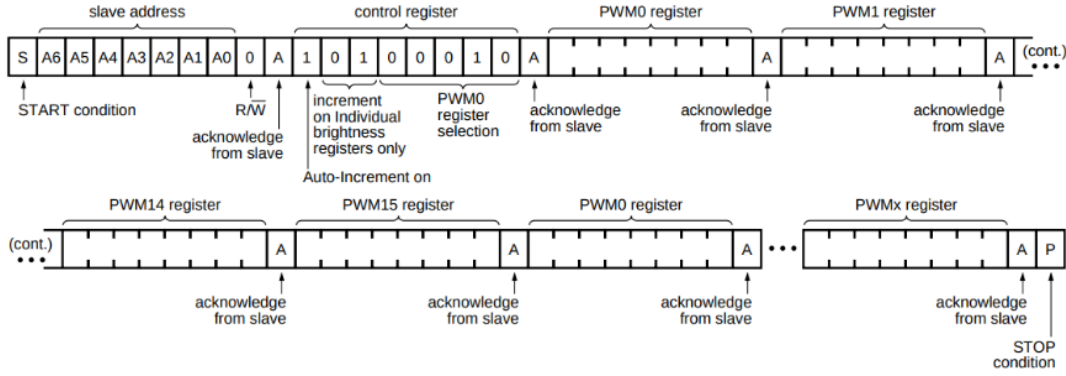 slave address control register PWM0 register PWM1 register
S A6 A5 A4 A3 A2 A1 A0 0 A 1 0 1 0 0 0 1 0 A A A (cont.)
START condition
R/W
acknowledge
from slave
Auto-Increment on
increment
on Individual
brightness
registers only
PWM0
register
selection
acknowledge
from slave
acknowledge
from slave
acknowledge
from slave
PWM14 register PWM15 register PWM0 register PWMx register
(cont.) A A A A P
acknowledge
from slave
acknowledge
from slave
acknowledge
from slave
acknowledge
from slave
STOP
condition